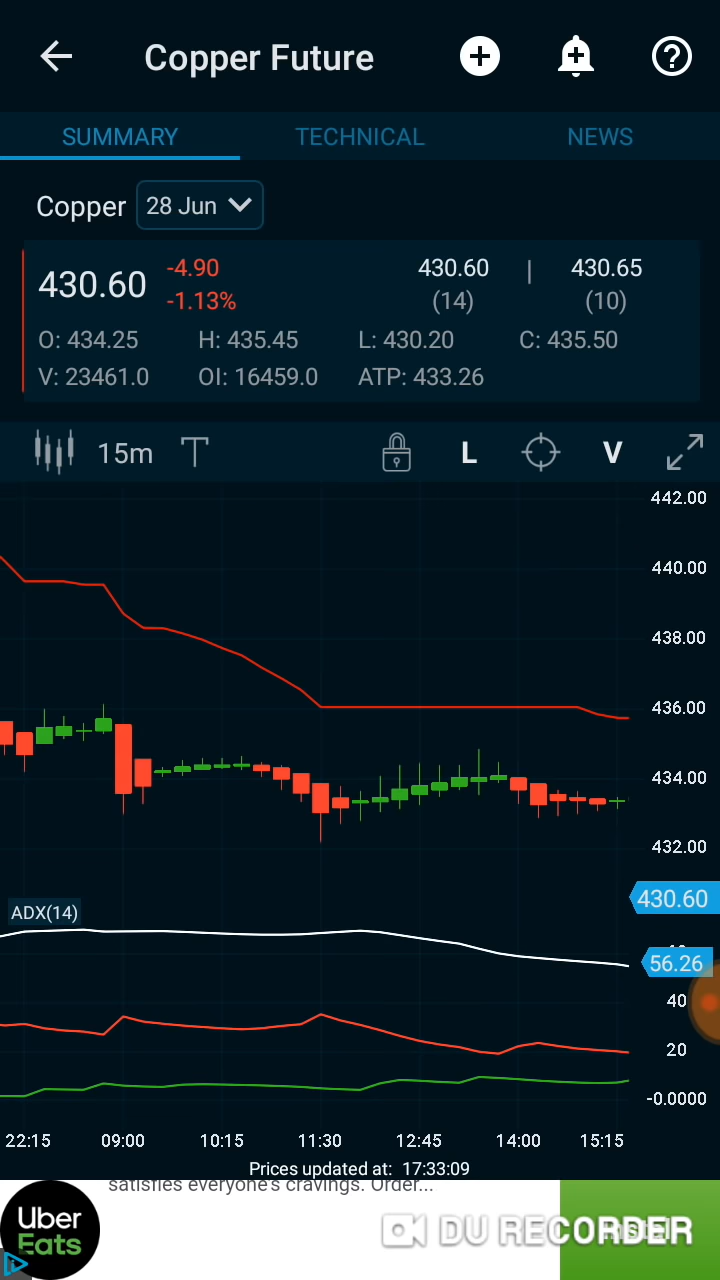 Copper Future
SUMMARY TECHNICAL NEWS
Copper 28 Jun
430.60 -4.90 -1.13% 430.60 (14) | 430.65 (10)
O: 434.25 H: 435.45 L: 430.20 C: 435.50
V: 23461.0 OI: 16459.0 ATP: 433.26
15m T L V
442.00
440.00
438.00
436.00
434.00
432.00
430.60
ADX(14)
56.26
40
20
-0.0000
22:15 09:00 10:15 11:30 12:45 14:00 15:15
Prices updated at: 17:33:09
satisfies everyone's cravings. Order...
Uber
Eats
DU RECORDER